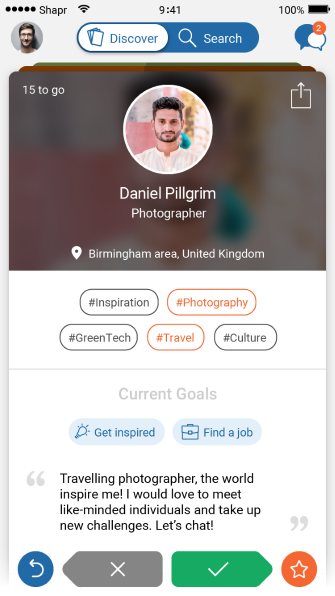 Shapr 9:41 100%
Discover Search 2
15 to go
Daniel Pillgrim
Photographer
Birmingham area, United Kingdom
#Inspiration #Photography
#GreenTech #Travel #Culture
Current Goals
Get inspired Find a job
“ Travelling photographer, the world
inspire me! I would love to meet
like-minded individuals and take up
new challenges. Let’s chat! ”